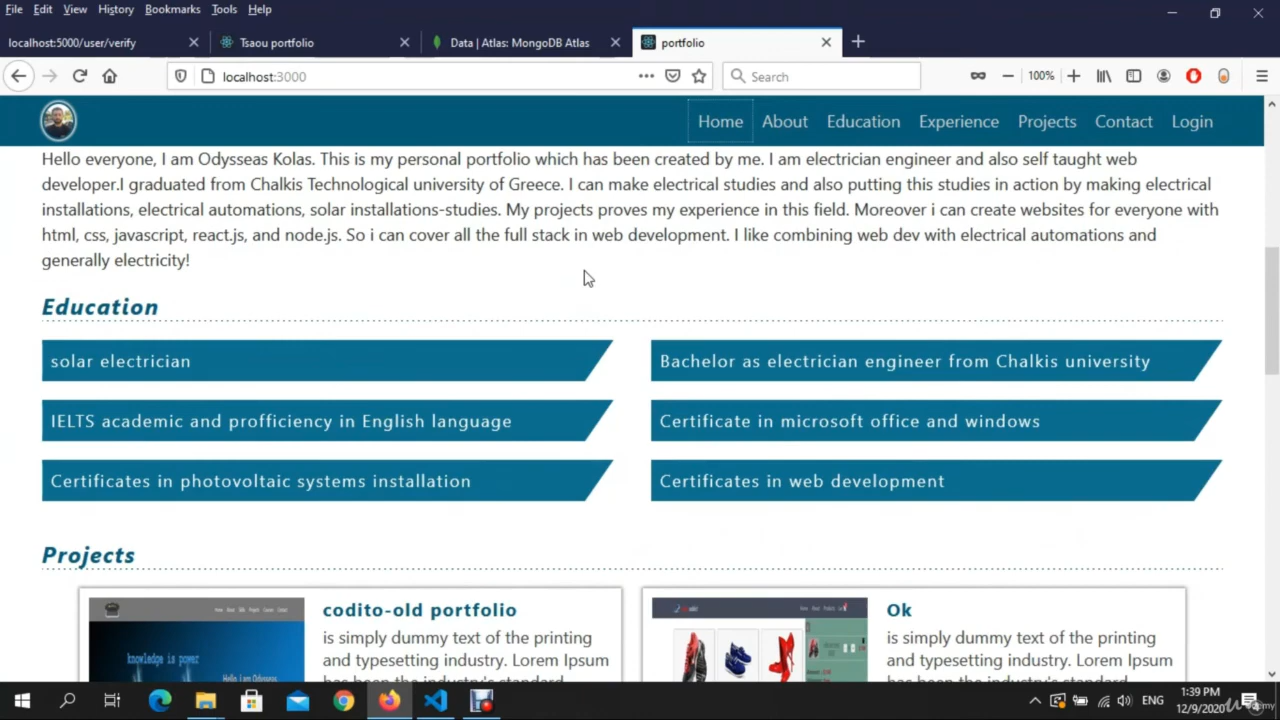 File Edit View History Bookmarks Tools Help
localhost:5000/user/verify
Tsaou portfolio
Data | Atlas: MongoDB Atlas
portfolio
localhost:3000
Search
100%
Home About Education Experience Projects Contact Login
Hello everyone, I am Odysseas Kolas. This is my personal portfolio which has been created by me. I am electrician engineer and also self taught web
developer.I graduated from Chalkis Technological university of Greece. I can make electrical studies and also putting this studies in action by making electrical
installations, electrical automations, solar installations-studies. My projects proves my experience in this field. Moreover i can create websites for everyone with
html, css, javascript, react.js, and node.js. So i can cover all the full stack in web development. I like combining web dev with electrical automations and
generally electricity!
Education
solar electrician
Bachelor as electrician engineer from Chalkis university
IELTS academic and profficiency in English language
Certificate in microsoft office and windows
Certificates in photovoltaic systems installation
Certificates in web development
Projects
codito-old portfolio
is simply dummy text of the printing
and typesetting industry. Lorem Ipsum
has been the industry's standard
knowledge is power
Hello, I am Odysseas
Ok
is simply dummy text of the printing
and typesetting industry. Lorem Ipsum
has been the industry's standard
ENG
1:39 PM
12/9/2020